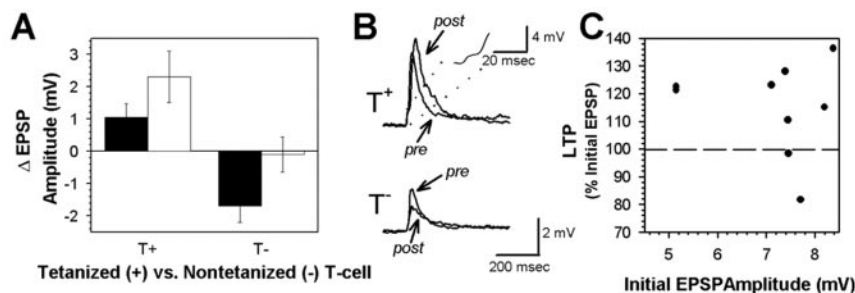 A
Δ EPSP
Amplitude (mV)
3
2
1
0
-1
-2
T+
T-
Tetanized (+) vs. Nontetanized (-) T-cell
B
post
4 mV
20 msec
T+
pre
T-
pre
post
2 mV
200 msec
C
LTP
(% Initial EPSP)
140
130
120
110
100
90
80
70
5
6
7
8
Initial EPSPAmplitude (mV)